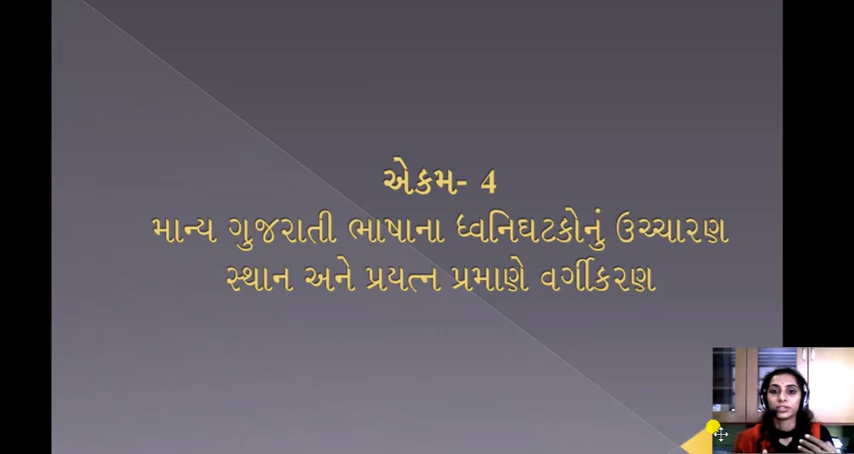 એકમ- 4
માન્ય ગુજરાતી ભાષાના ધ્વનિઘટકોનું ઉચ્ચારણ
સ્થાન અને પ્રયત્ન પ્રમાણે વર્ગીકરણ